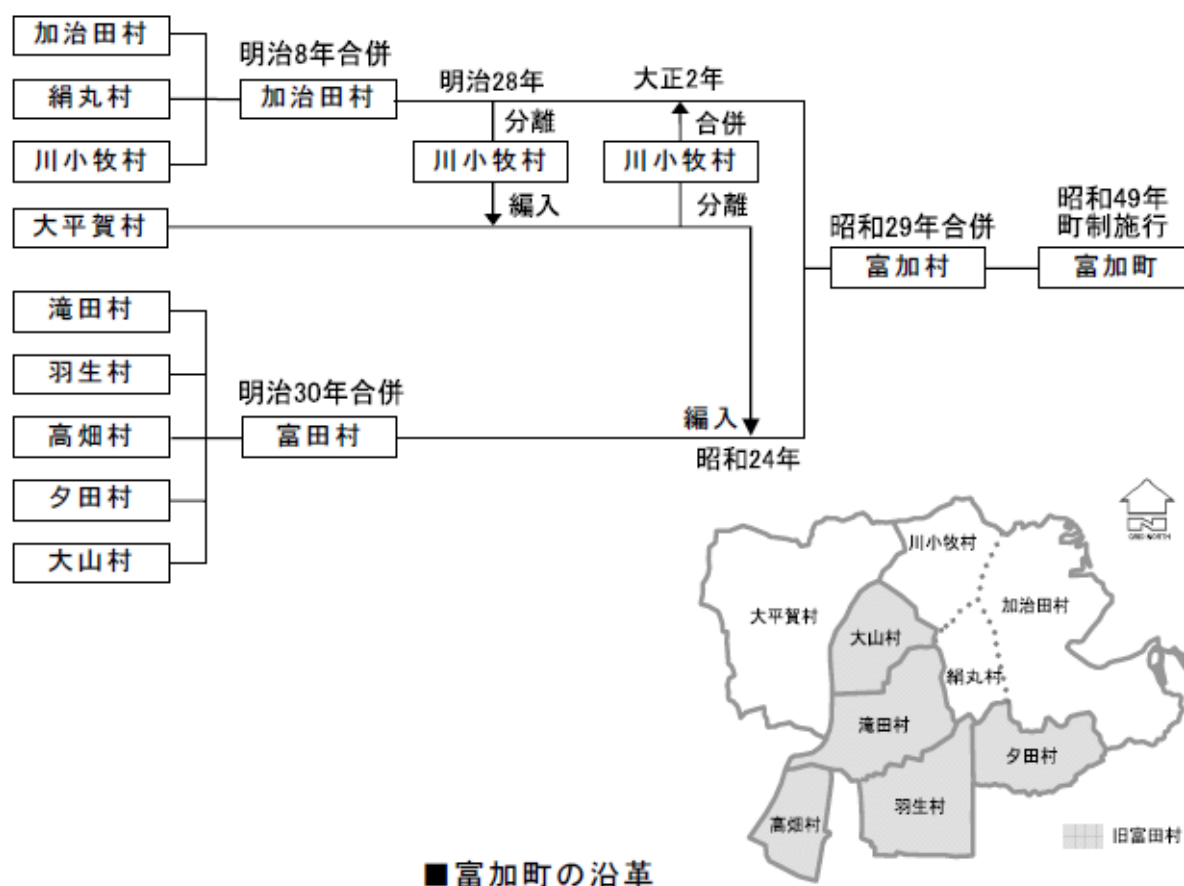 加治田村
絹丸村
川小牧村
大平賀村
滝田村
羽生村
高畑村
夕田村
大山村
明治8年合併
加治田村
明治28年
分離
川小牧村
編入
大正2年
合併
川小牧村
分離
明治30年合併
富田村
編入
昭和24年
昭和29年合併
富加村
昭和49年
町制施行
富加町
川小牧村
加治田村
大平賀村
大山村
絹丸村
滝田村
夕田村
羽生村
高畑村
GRID NORTH
旧富田村
■富加町の沿革